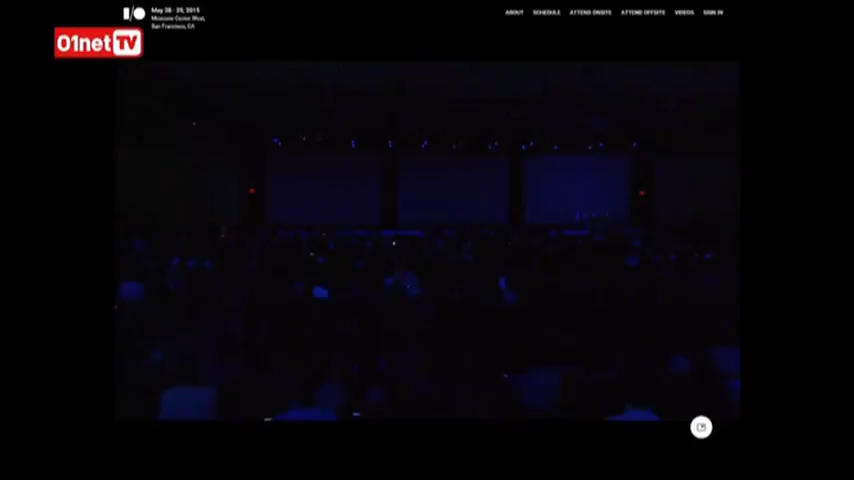 I/O
May 28 - 29, 2015
Moscone Center West,
San Francisco, CA
ABOUT SCHEDULE ATTEND ONSITE ATTEND OFFSITE VIDEOS SIGN IN
01net TV